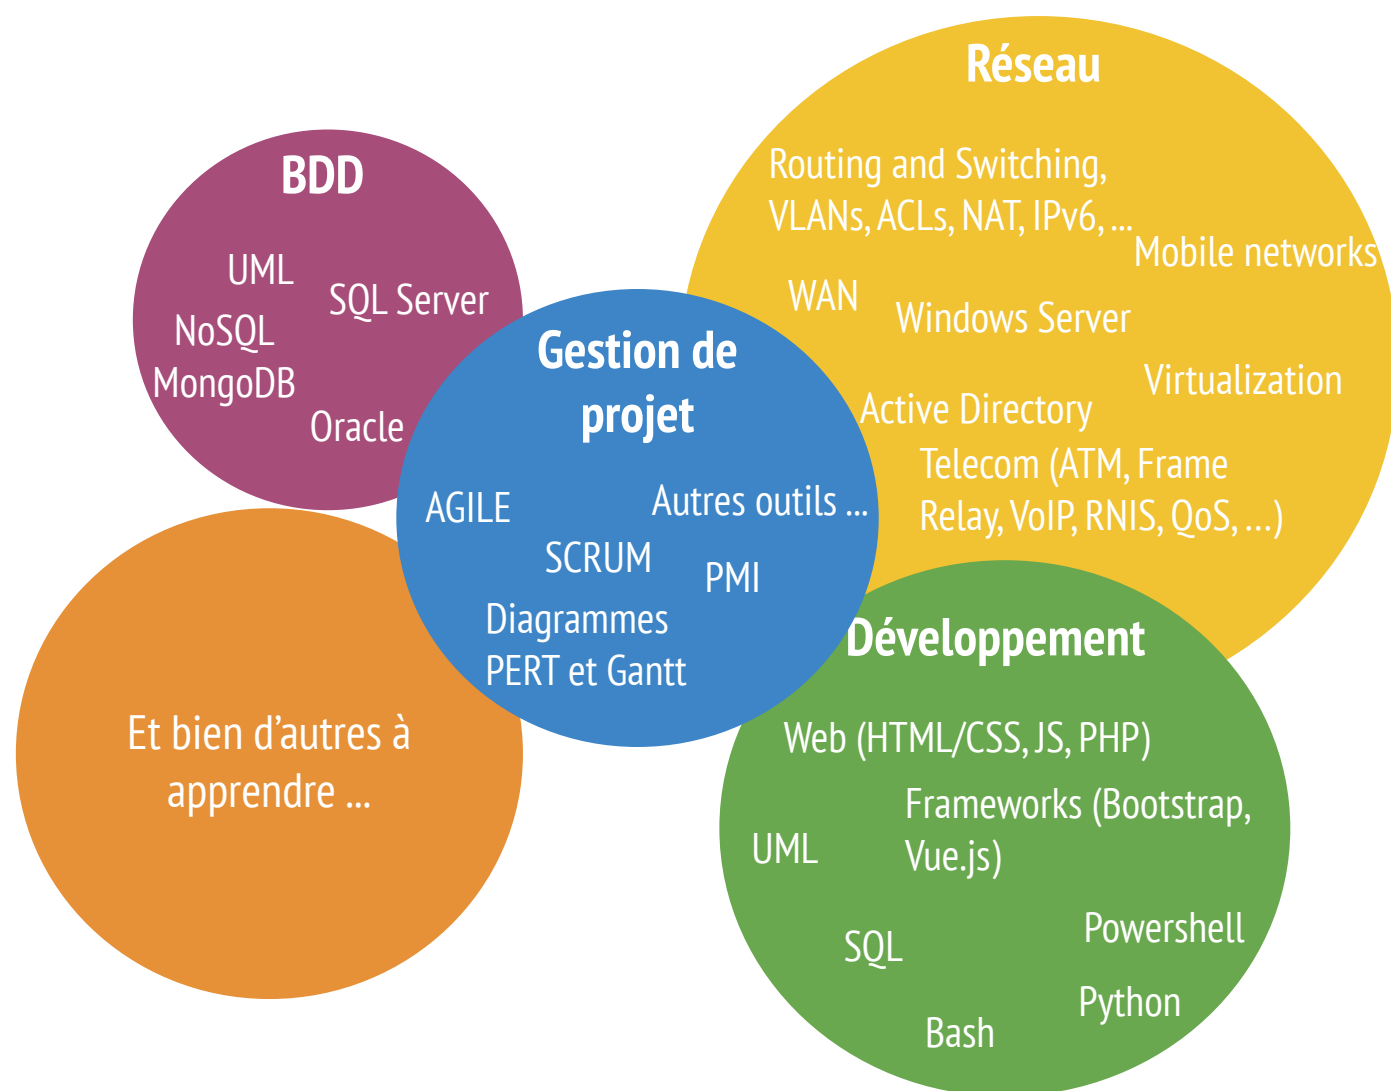 Réseau
Routing and Switching,
VLANs, ACLs, NAT, IPv6, ...
Mobile networks
WAN
Windows Server
Virtualization
Active Directory
Telecom (ATM, Frame
Relay, VoIP, RNIS, QoS, ...)
BDD
UML
SQL Server
NoSQL
MongoDB
Oracle
Gestion de
projet
AGILE
Autres outils ...
SCRUM
PMI
Diagrammes
PERT et Gantt
Et bien d’autres à
apprendre ...
Développement
Web (HTML/CSS, JS, PHP)
Frameworks (Bootstrap,
Vue.js)
UML
Powershell
SQL
Python
Bash